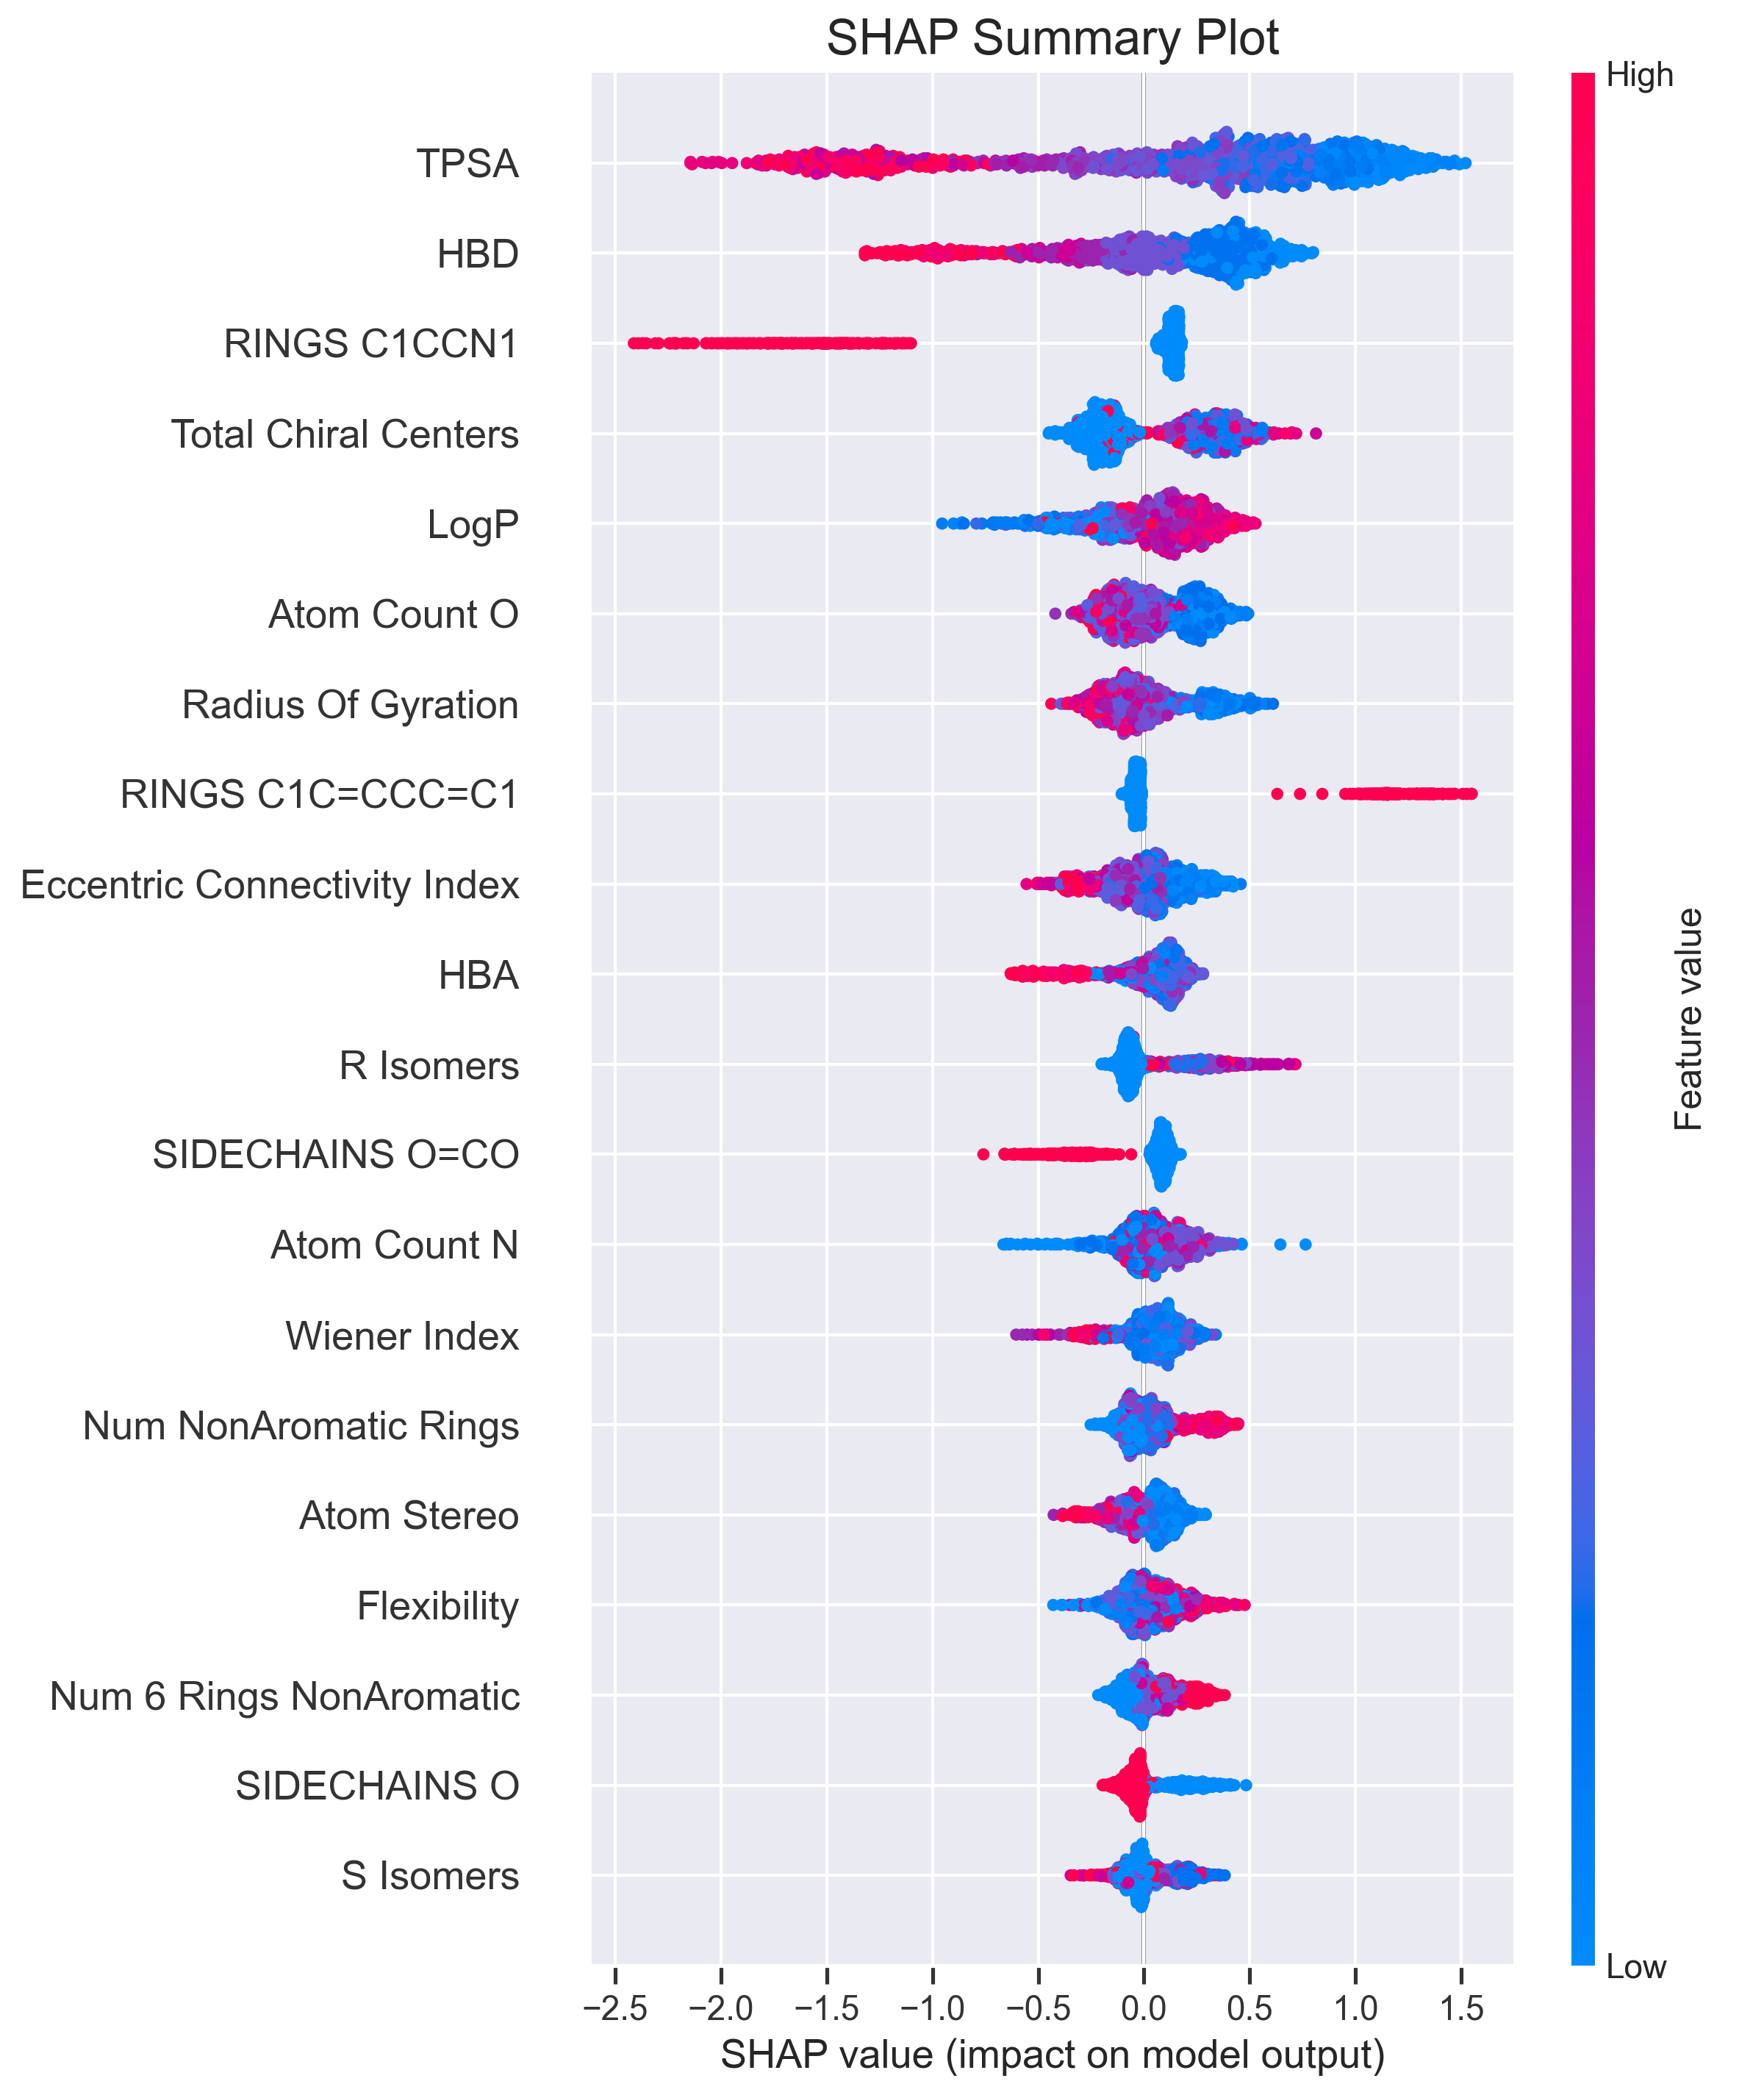 SHAP Summary Plot
High
TPSA
HBD
RINGS C1CCN1
Total Chiral Centers
LogP
Atom Count O
Radius Of Gyration
RINGS C1C=CCC=C1
Eccentric Connectivity Index
HBA
R Isomers
SIDECHAINS O=CO
Atom Count N
Wiener Index
Num NonAromatic Rings
Atom Stereo
Flexibility
Num 6 Rings NonAromatic
SIDECHAINS O
S Isomers
Feature value
Low
−2.5 −2.0 −1.5 −1.0 −0.5 0.0 0.5 1.0 1.5
SHAP value (impact on model output)